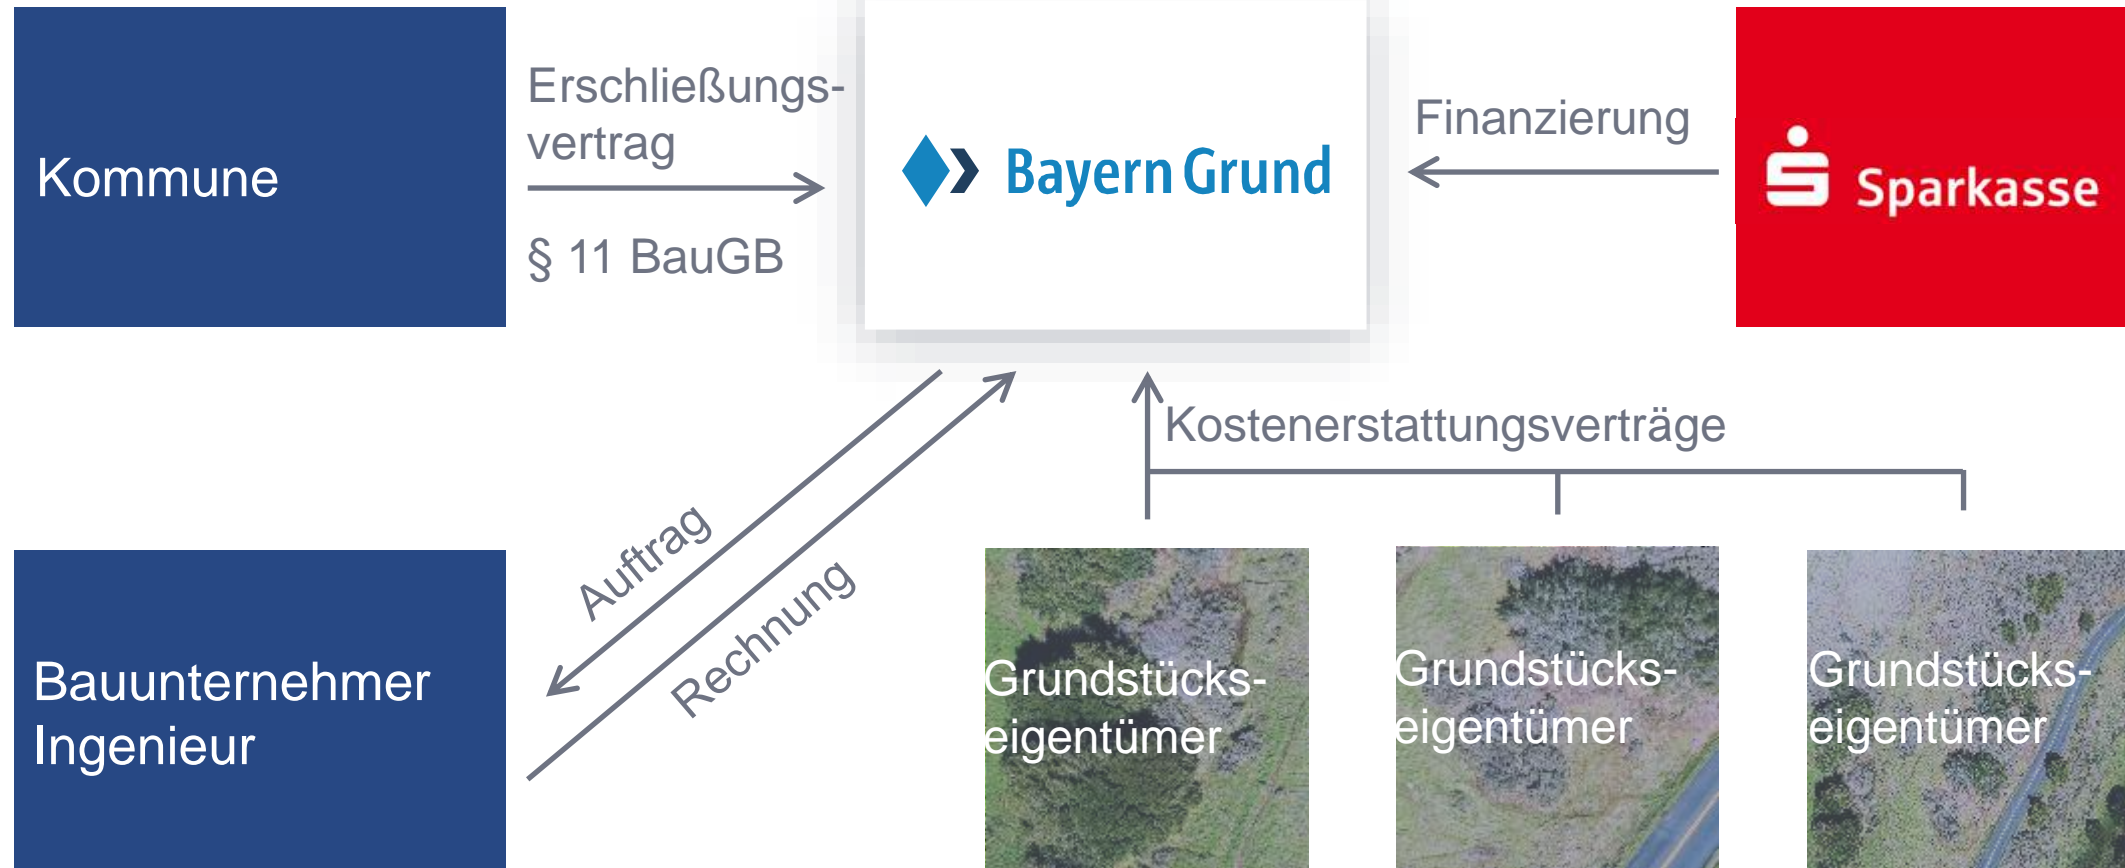 Kommune
Erschließungs-
vertrag
§ 11 BauGB
Bayern Grund
Finanzierung
Sparkasse
Kostenerstattungsverträge
Auftrag
Rechnung
Bauunternehmer
Ingenieur
Grundstücks-
eigentümer
Grundstücks-
eigentümer
Grundstücks-
eigentümer